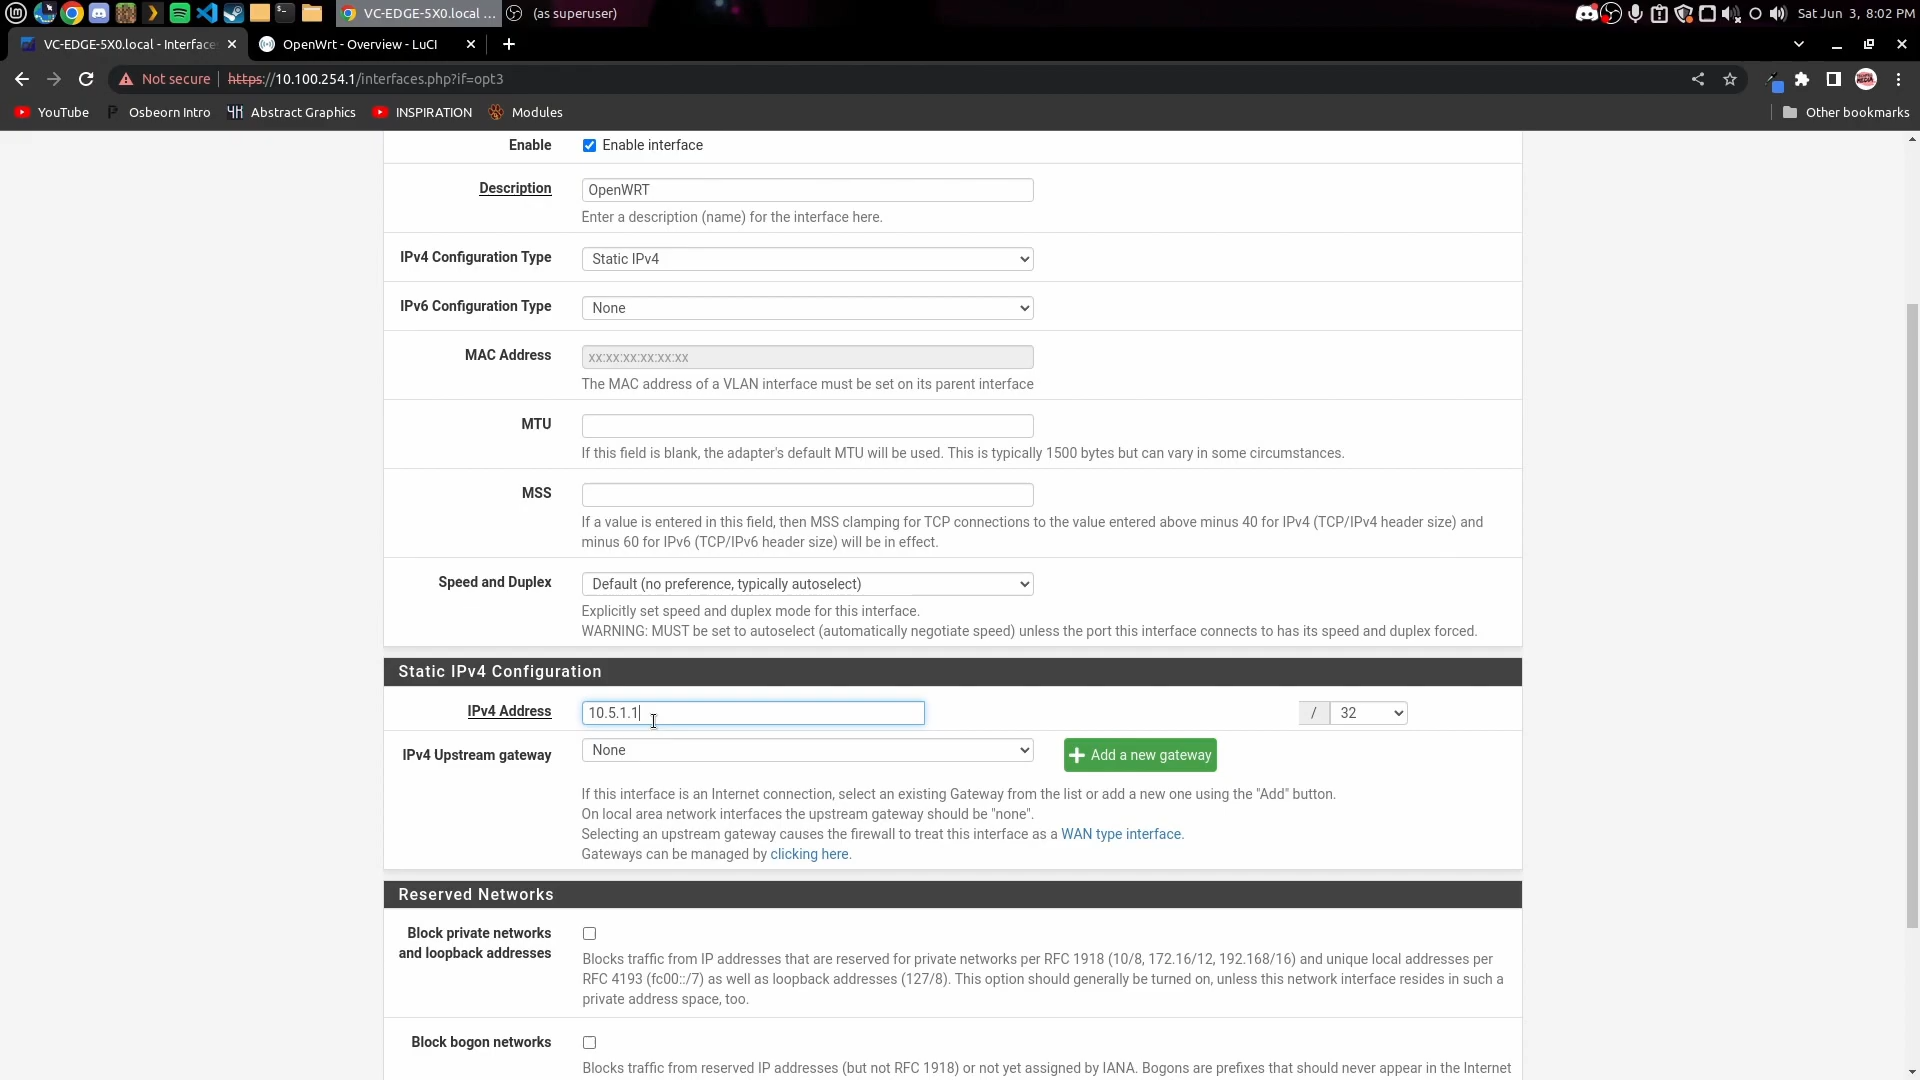 VC-EDGE-5X0.local ...
(as superuser)
Sat Jun 3, 8:02 PM
VC-EDGE-5X0.local - Interfaces
OpenWrt - Overview - LuCI
Not secure
https://10.100.254.1/interfaces.php?if=opt3
YouTube
Osbeorn Intro
Abstract Graphics
INSPIRATION
Modules
Other bookmarks
Enable
Enable interface
Description
OpenWRT
Enter a description (name) for the interface here.
IPv4 Configuration Type
Static IPv4
IPv6 Configuration Type
None
MAC Address
xx:xx:xx:xx:xx:xx
The MAC address of a VLAN interface must be set on its parent interface
MTU
If this field is blank, the adapter's default MTU will be used. This is typically 1500 bytes but can vary in some circumstances.
MSS
If a value is entered in this field, then MSS clamping for TCP connections to the value entered above minus 40 for IPv4 (TCP/IPv4 header size) and
minus 60 for IPv6 (TCP/IPv6 header size) will be in effect.
Speed and Duplex
Default (no preference, typically autoselect)
Explicitly set speed and duplex mode for this interface.
WARNING: MUST be set to autoselect (automatically negotiate speed) unless the port this interface connects to has its speed and duplex forced.
Static IPv4 Configuration
IPv4 Address
10.5.1.1
/ 32
IPv4 Upstream gateway
None
Add a new gateway
If this interface is an Internet connection, select an existing Gateway from the list or add a new one using the "Add" button.
On local area network interfaces the upstream gateway should be "none".
Selecting an upstream gateway causes the firewall to treat this interface as a WAN type interface.
Gateways can be managed by clicking here.
Reserved Networks
Block private networks
and loopback addresses
Blocks traffic from IP addresses that are reserved for private networks per RFC 1918 (10/8, 172.16/12, 192.168/16) and unique local addresses per
RFC 4193 (fc00::/7) as well as loopback addresses (127/8). This option should generally be turned on, unless this network interface resides in such a
private address space, too.
Block bogon networks
Blocks traffic from reserved IP addresses (but not RFC 1918) or not yet assigned by IANA. Bogons are prefixes that should never appear in the Internet